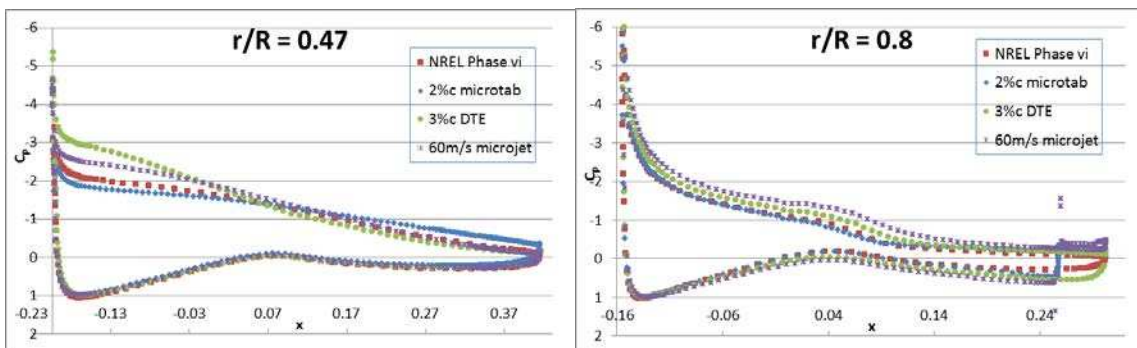 r/R = 0.47
-6
-5
-4
-3
-2
-1
0
1
2
Cp
-0.23
-0.13
-0.03
0.07
0.17
0.27
0.37
x
NREL Phase vi
2%c microtab
3%c DTE
60m/s microjet
r/R = 0.8
-6
-5
-4
-3
-2
-1
0
1
2
Cp
-0.16
-0.06
0.04
0.14
0.24
x
NREL Phase vi
2%c microtab
3%c DTE
60m/s microjet